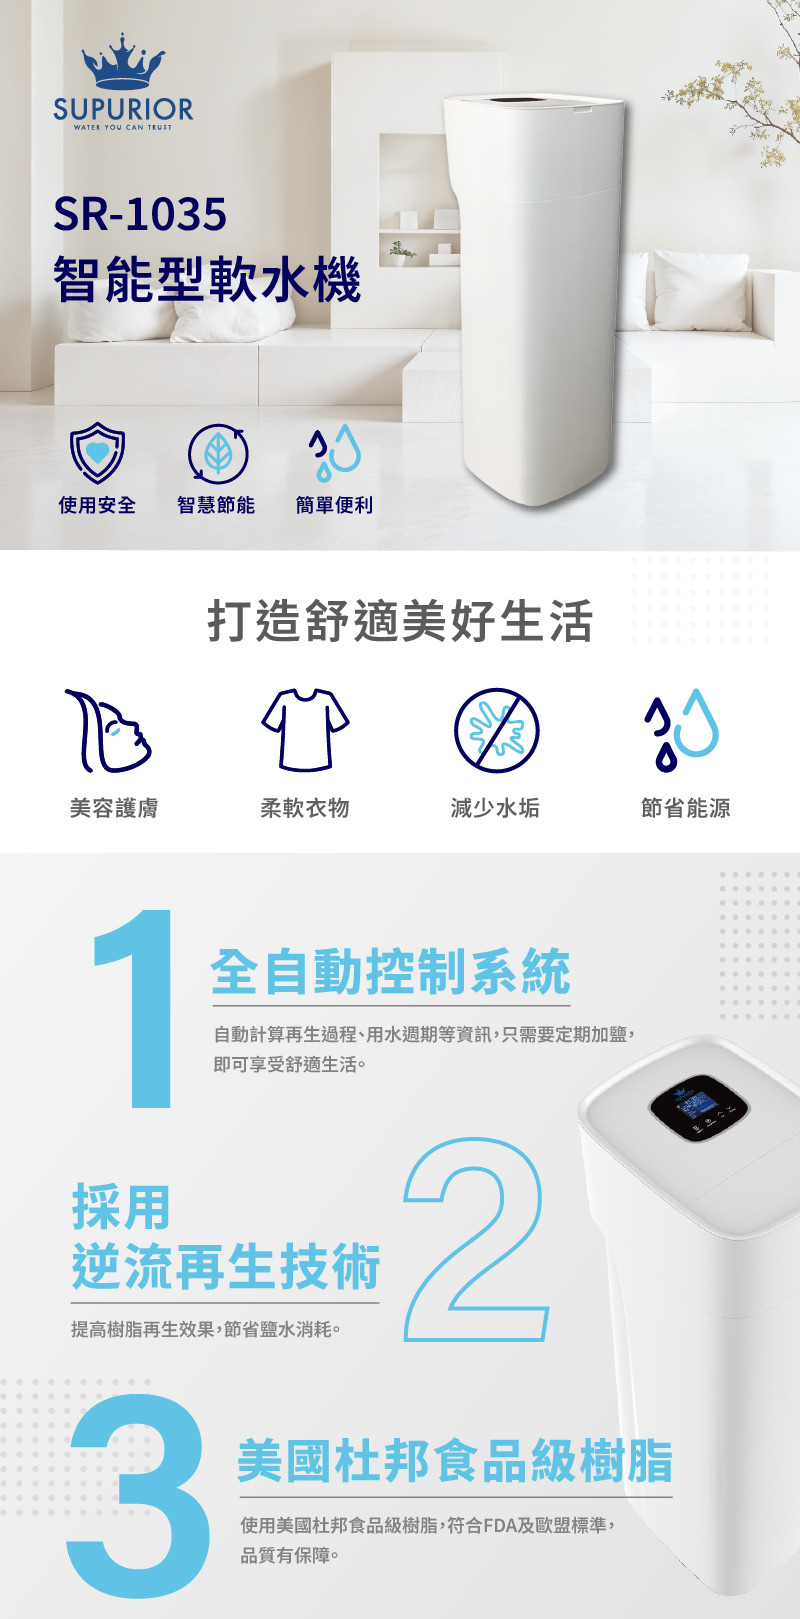 SUPURIOR
WATER YOU CAN TRUST
SR-1035
智能型軟水機
使用安全
智慧節能
簡單便利
打造舒適美好生活
美容護膚
柔軟衣物
減少水垢
節省能源
1
全自動控制系統
自動計算再生過程、用水週期等資訊，只需要定期加鹽，
即可享受舒適生活。
2
採用
逆流再生技術
提高樹脂再生效果，節省鹽水消耗。
3
美國杜邦食品級樹脂
使用美國杜邦食品級樹脂，符合FDA及歐盟標準，
品質有保障。